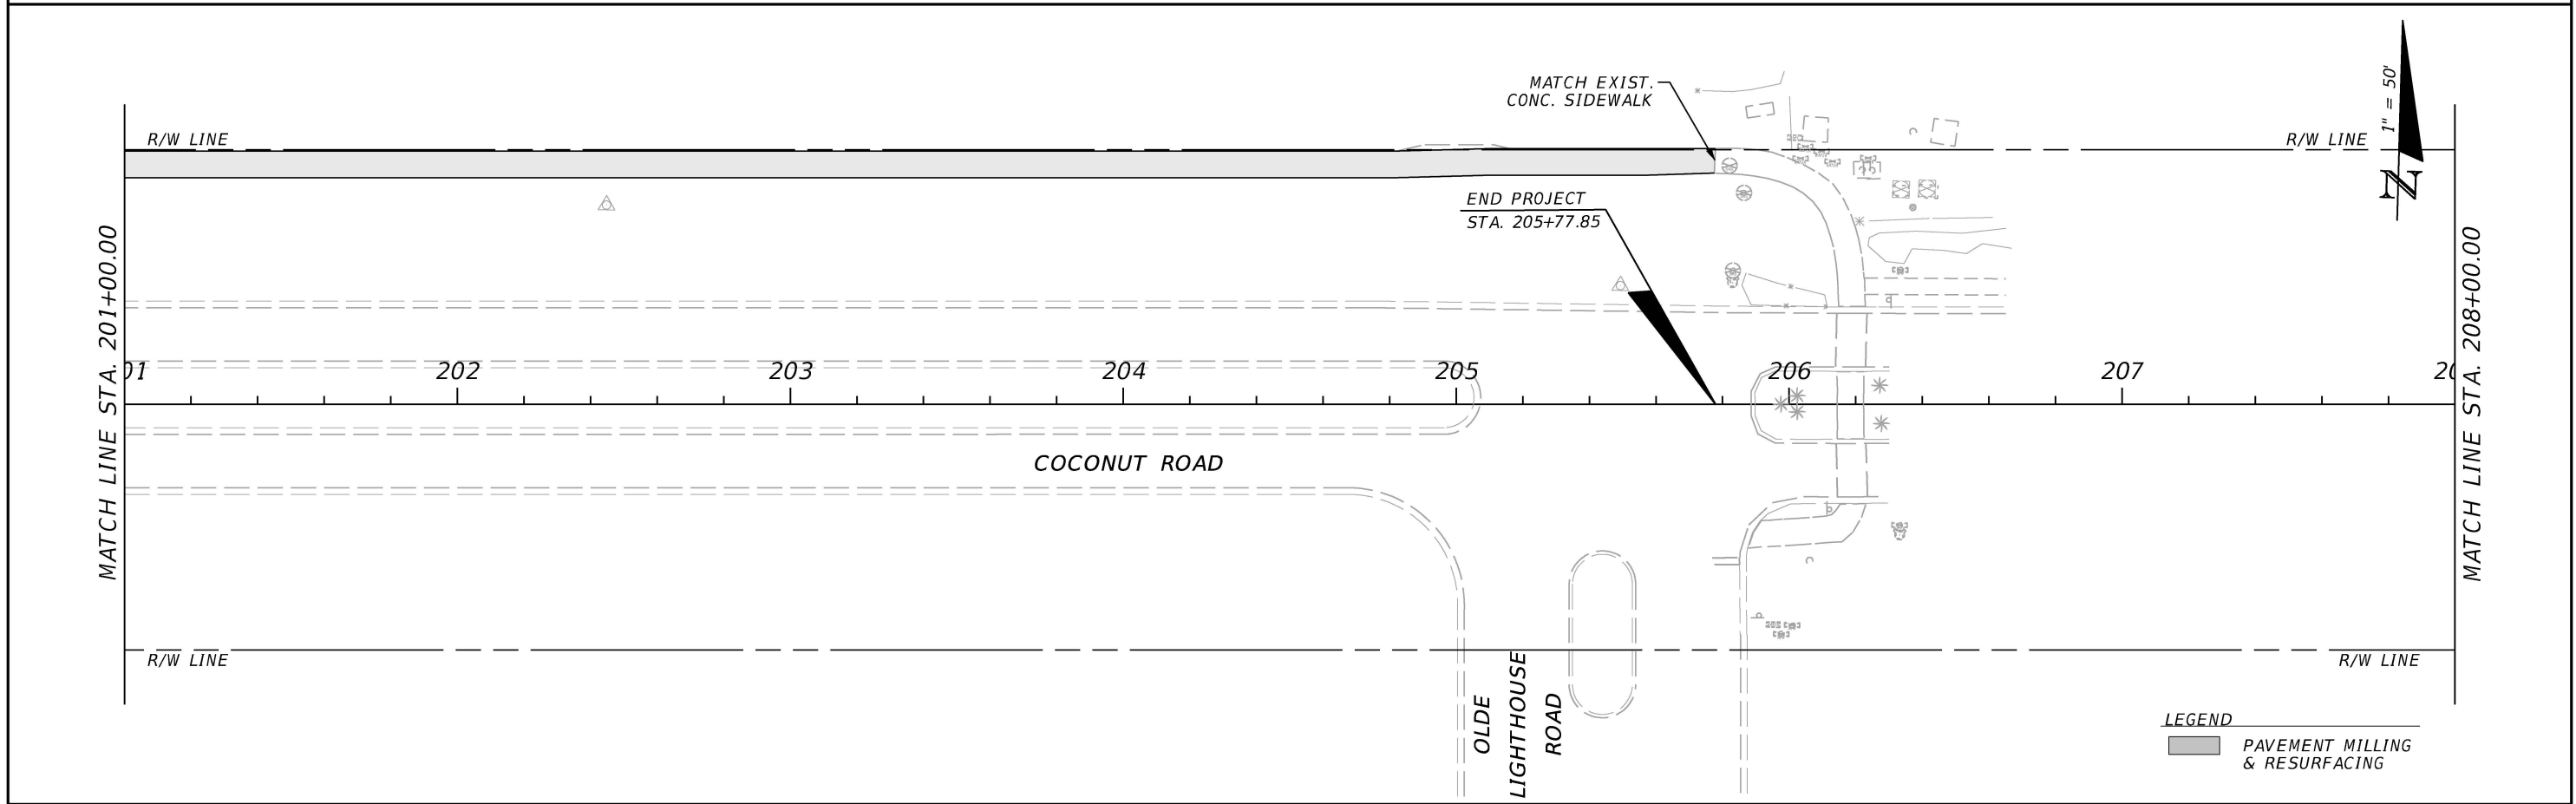 MATCH EXIST.
CONC. SIDEWALK
1" = 50'
N
R/W LINE
R/W LINE
END PROJECT
STA. 205+77.85
MATCH LINE STA. 201+00.00
MATCH LINE STA. 208+00.00
01
202
203
204
205
206
207
20
COCONUT ROAD
R/W LINE
R/W LINE
OLDE
LIGHTHOUSE
ROAD
LEGEND
PAVEMENT MILLING
& RESURFACING